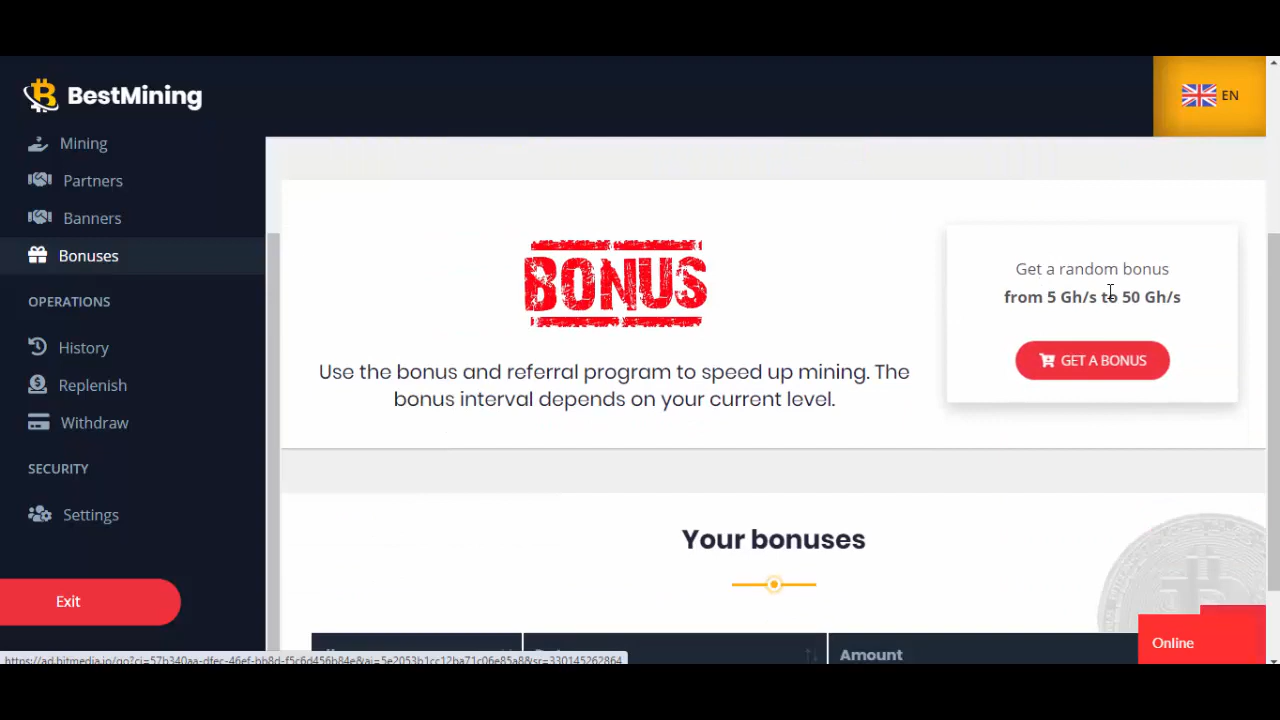 BestMining
EN
Mining
Partners
Banners
Bonuses
OPERATIONS
History
Replenish
Withdraw
SECURITY
Settings
Exit
BONUS
Use the bonus and referral program to speed up mining. The
bonus interval depends on your current level.
Get a random bonus
from 5 Gh/s to 50 Gh/s
GET A BONUS
Your bonuses
Amount
Online